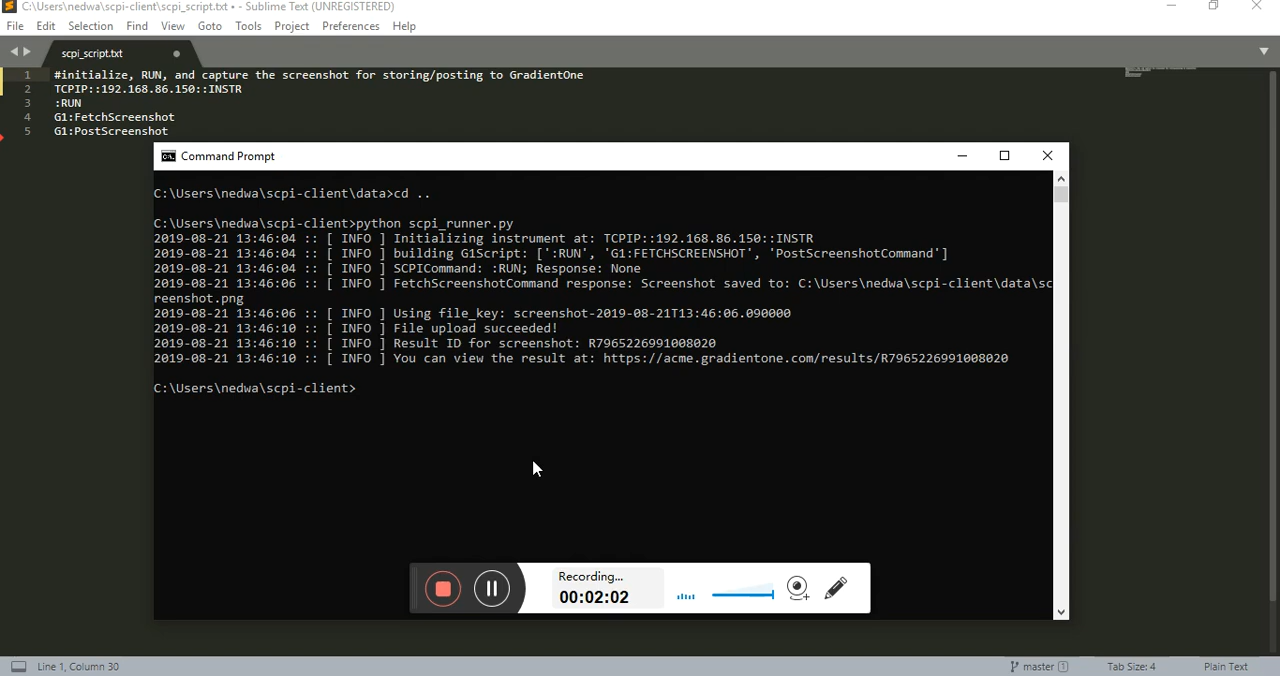 C:\Users\nedwa\scpi-client\scpi_script.txt • - Sublime Text (UNREGISTERED)
File Edit Selection Find View Goto Tools Project Preferences Help
scpi_script.txt
1 #initialize, RUN, and capture the screenshot for storing/posting to GradientOne
2 TCPIP::192.168.86.150::INSTR
3 :RUN
4 G1:FetchScreenshot
5 G1:PostScreenshot
Command Prompt
C:\Users\nedwa\scpi-client\data>cd ..
C:\Users\nedwa\scpi-client>python scpi_runner.py
2019-08-21 13:46:04 :: [ INFO ] Initializing instrument at: TCPIP::192.168.86.150::INSTR
2019-08-21 13:46:04 :: [ INFO ] building G1Script: [':RUN', 'G1:FETCHSCREENSHOT', 'PostScreenshotCommand']
2019-08-21 13:46:04 :: [ INFO ] SCPICommand: :RUN; Response: None
2019-08-21 13:46:06 :: [ INFO ] FetchScreenshotCommand response: Screenshot saved to: C:\Users\nedwa\scpi-client\data\sc
reenshot.png
2019-08-21 13:46:06 :: [ INFO ] Using file_key: screenshot-2019-08-21T13:46:06.090000
2019-08-21 13:46:10 :: [ INFO ] File upload succeeded!
2019-08-21 13:46:10 :: [ INFO ] Result ID for screenshot: R7965226991008020
2019-08-21 13:46:10 :: [ INFO ] You can view the result at: https://acme.gradientone.com/results/R7965226991008020
C:\Users\nedwa\scpi-client>
Recording...
00:02:02
Line 1, Column 30
master 1
Tab Size: 4
Plain Text